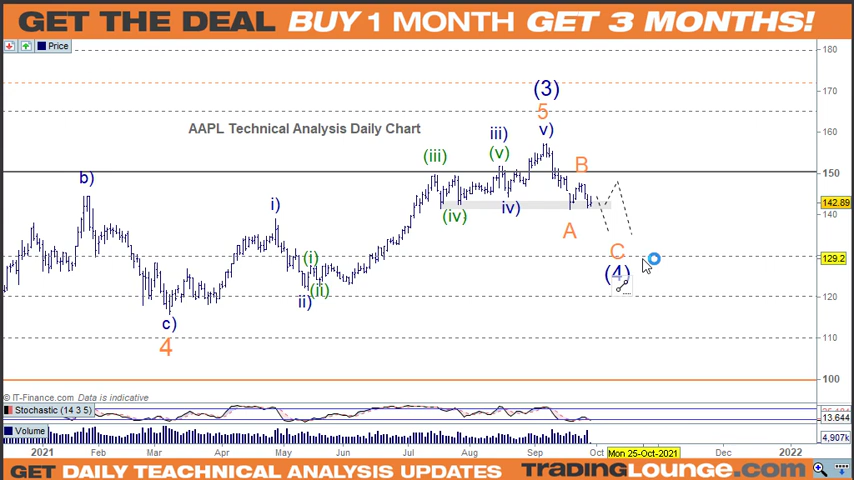 GET THE DEAL BUY 1 MONTH GET 3 MONTHS!
Price
180
170
(3)
5
160
AAPL Technical Analysis Daily Chart
v)
iii)
(iii)
(v)
B
150
b)
142.89
i)
(iv)
iv)
140
A
(i)
C
129.2
(ii)
(4)
ii)
120
c)
4
110
100
© IT-Finance.com Data is indicative
Stochastic (14 3 5)
13.644
Volume
4,907k
2021 Feb Mar Apr May Jun Jul Aug Sep Oct Mon 25-Oct-2021 Dec 2022
GET DAILY TEACHNICAL ANALYSIS UPDATES TRADINGLOUNGE.com